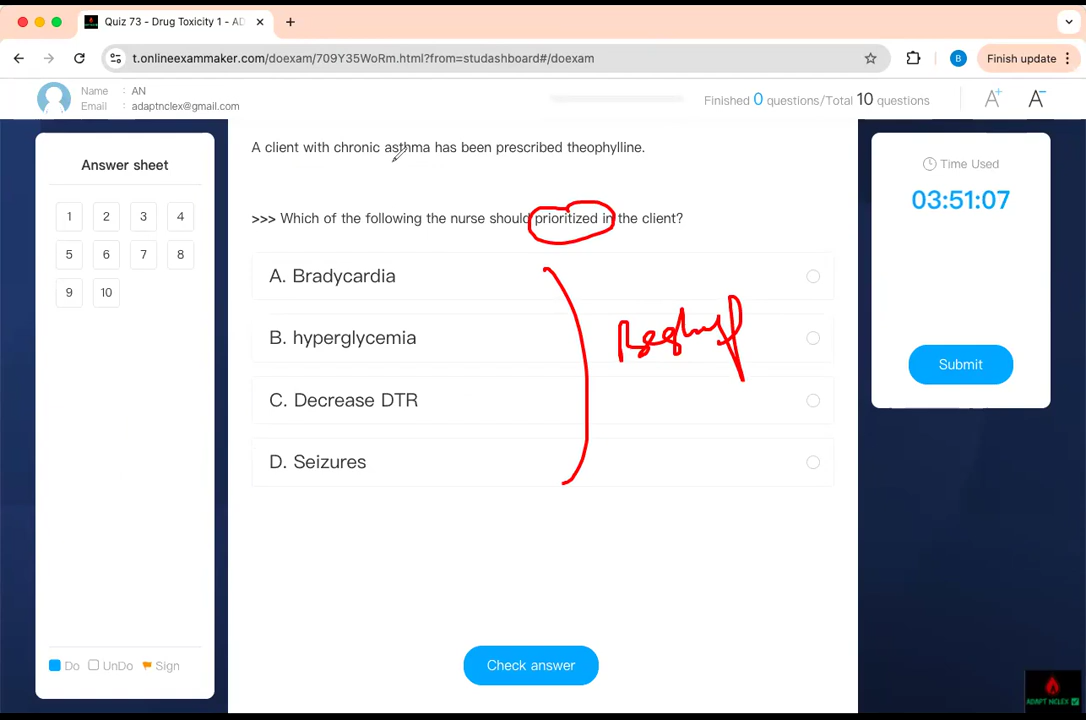 Quiz 73 - Drug Toxicity 1 - AD
Finish update
t.onlineexammaker.com/doexam/709Y35WoRm.html?from=studashboard#/doexam
B
Name : AN
Email : adaptnclex@gmail.com
Finished 0 questions/Total 10 questions
A+ A-
Answer sheet
1 2 3 4
5 6 7 8
9 10
Do UnDo Sign
A client with chronic asthma has been prescribed theophylline.
>>> Which of the following the nurse should prioritized in the client?
A. Bradycardia
B. hyperglycemia
C. Decrease DTR
D. Seizures
Check answer
Time Used
03:51:07
Submit
ADAPT NCLEX